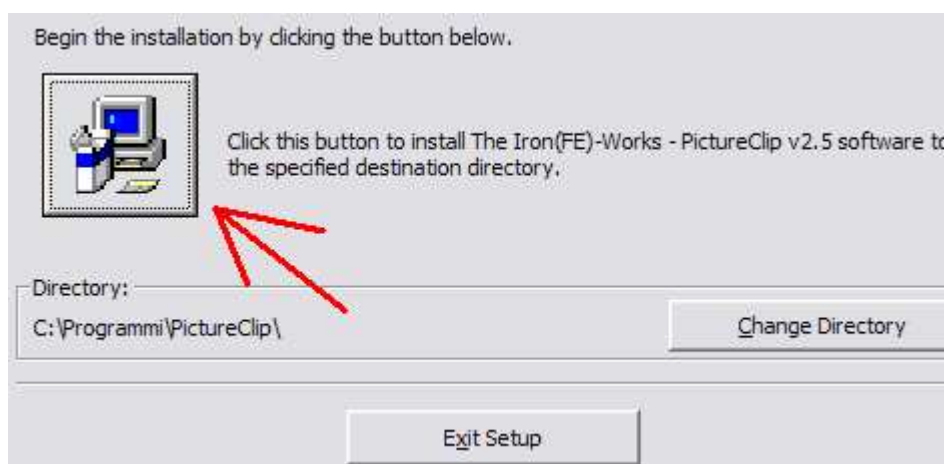 Begin the installation by clicking the button below.
Click this button to install The Iron(FE)-Works - PictureClip v2.5 software to
the specified destination directory.
Directory:
C:\Programmi\PictureClip\
Change Directory
Exit Setup